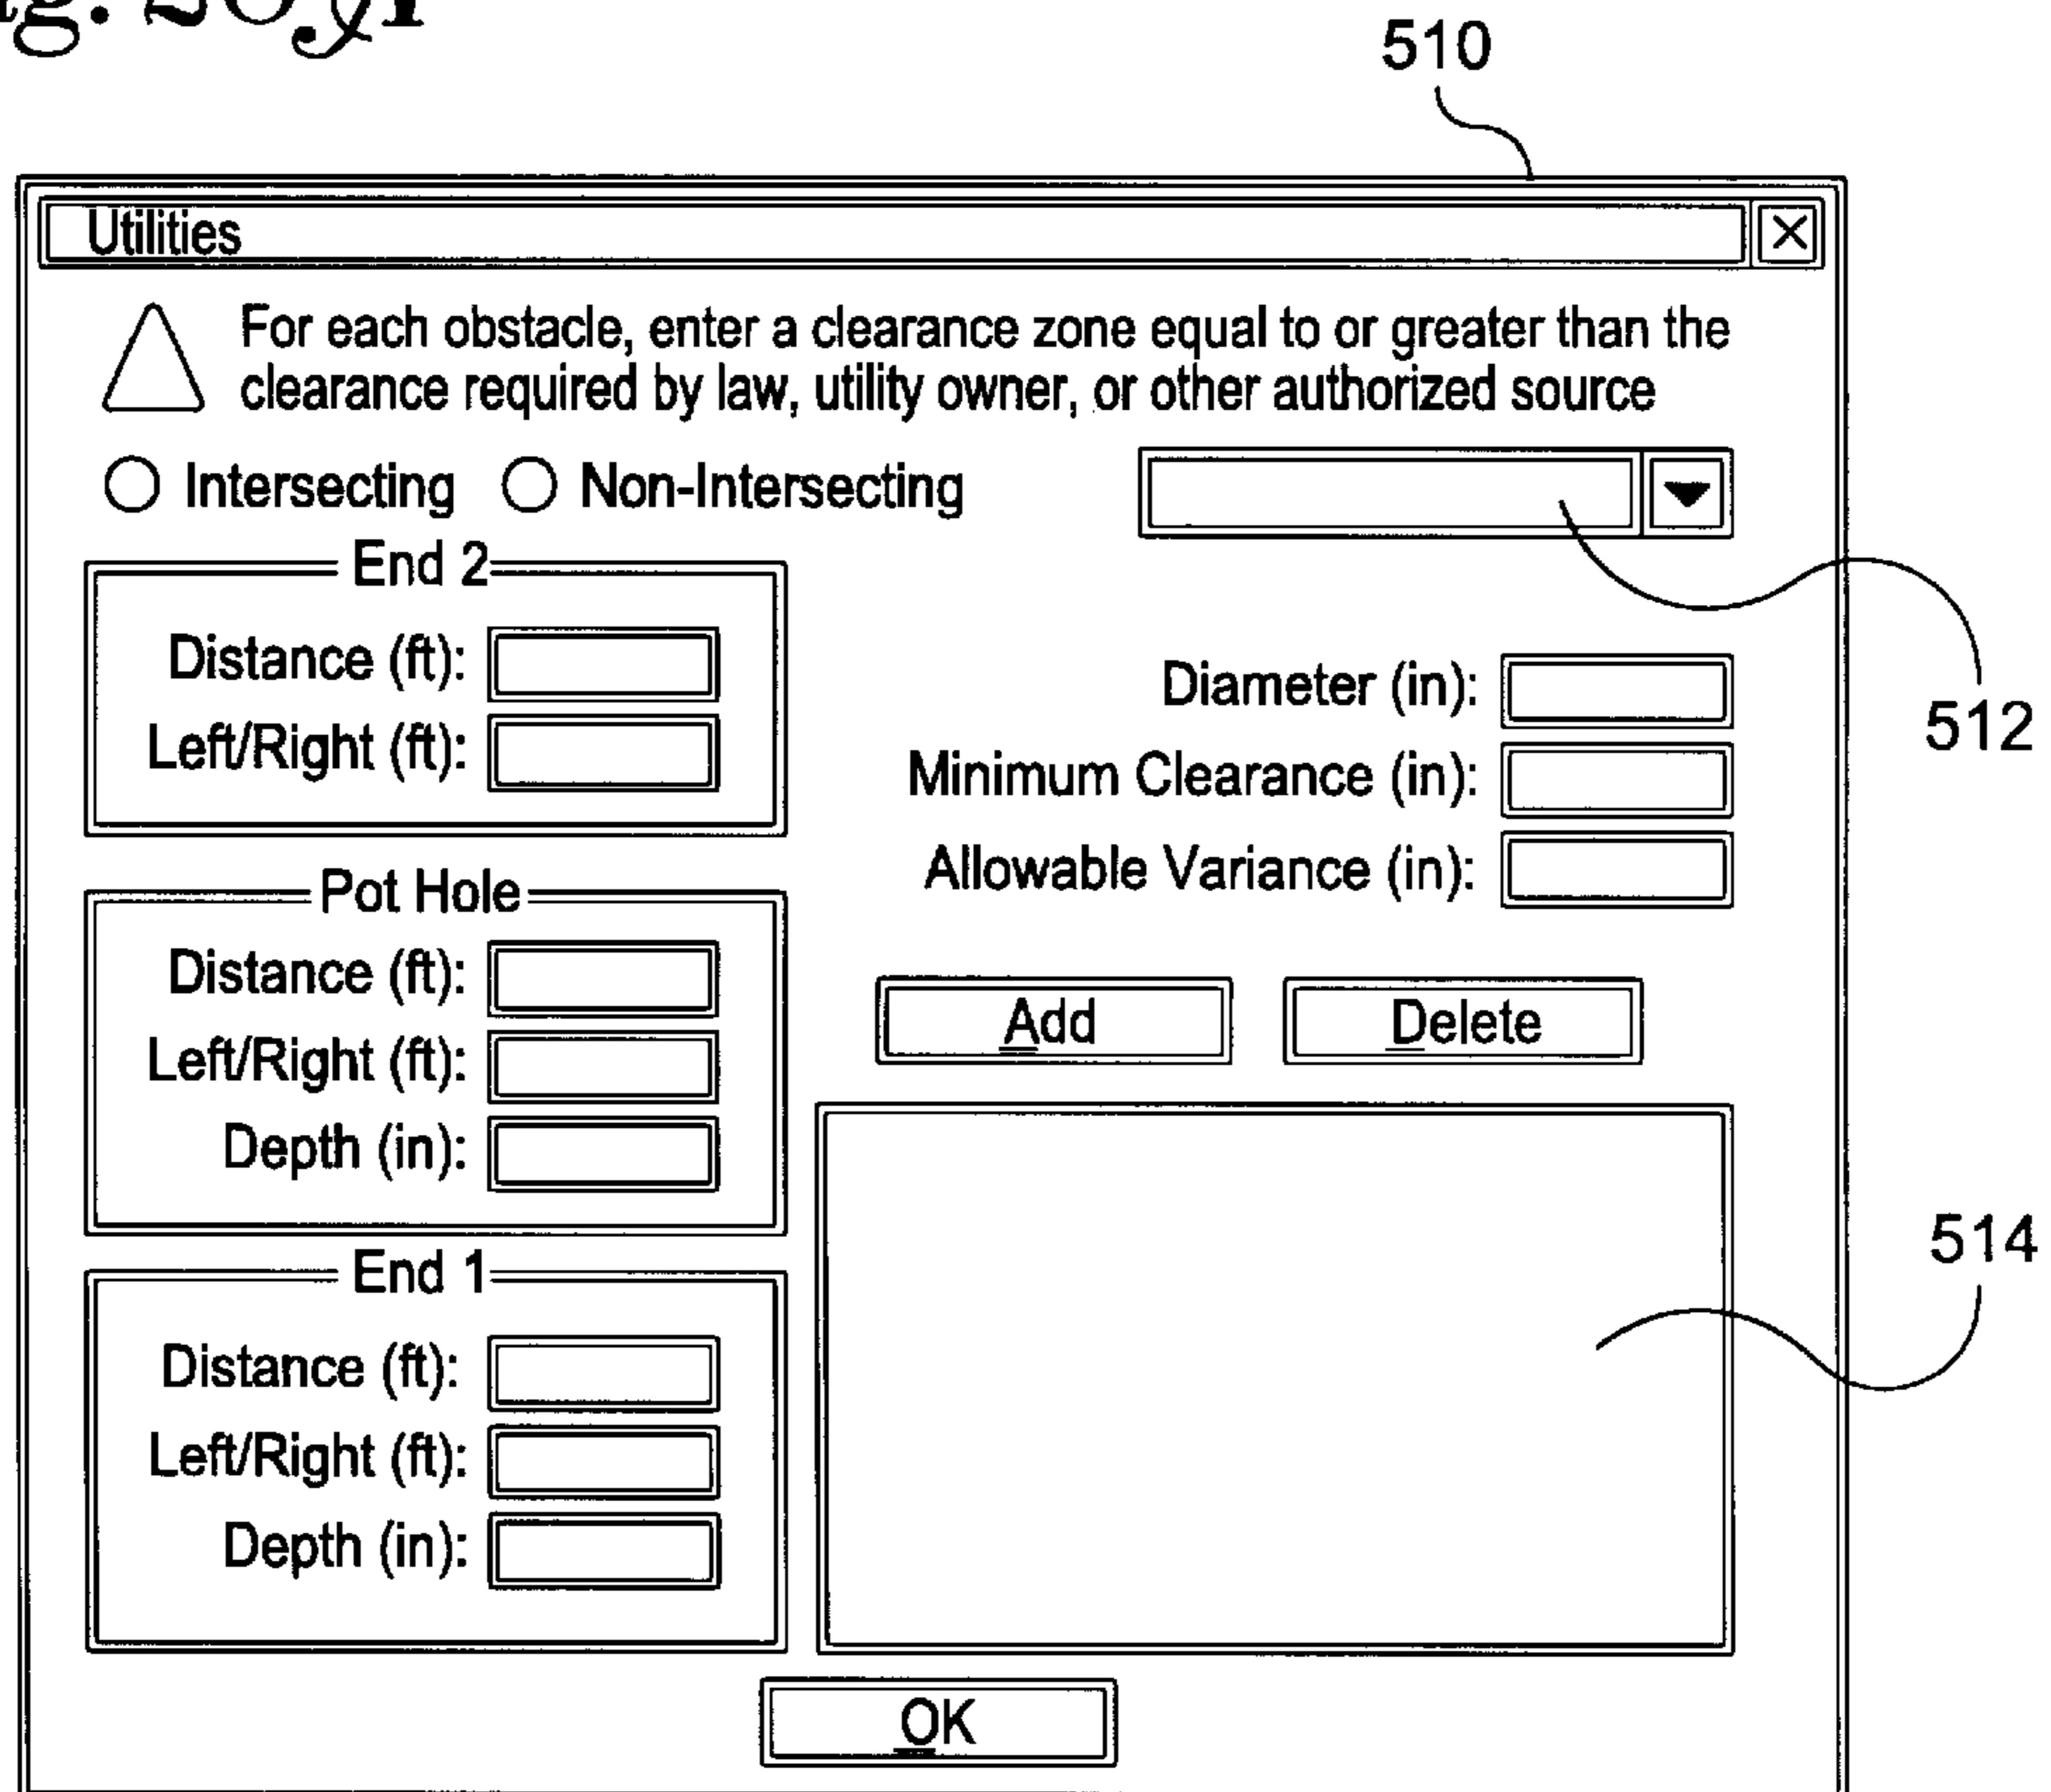 510
Utilities
For each obstacle, enter a clearance zone equal to or greater than the
clearance required by law, utility owner, or other authorized source
Intersecting Non-Intersecting
512
End 2
Distance (ft):
Left/Right (ft):
Diameter (in):
Minimum Clearance (in):
Allowable Variance (in):
Pot Hole
Distance (ft):
Left/Right (ft):
Depth (in):
Add Delete
514
End 1
Distance (ft):
Left/Right (ft):
Depth (in):
OK